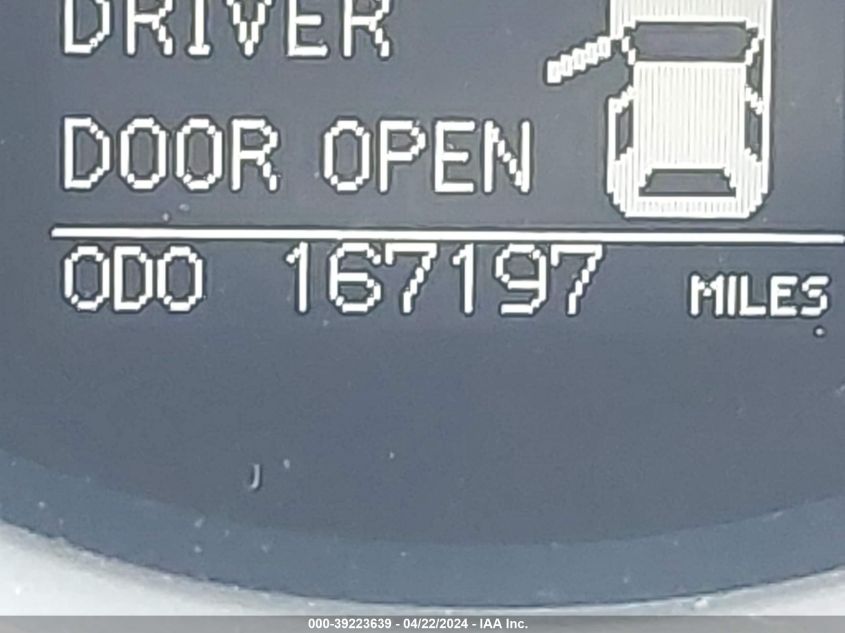 DRIVER
DOOR OPEN
ODO 167197 MILES
000-39223639 - 04/22/2024 - IAA Inc.